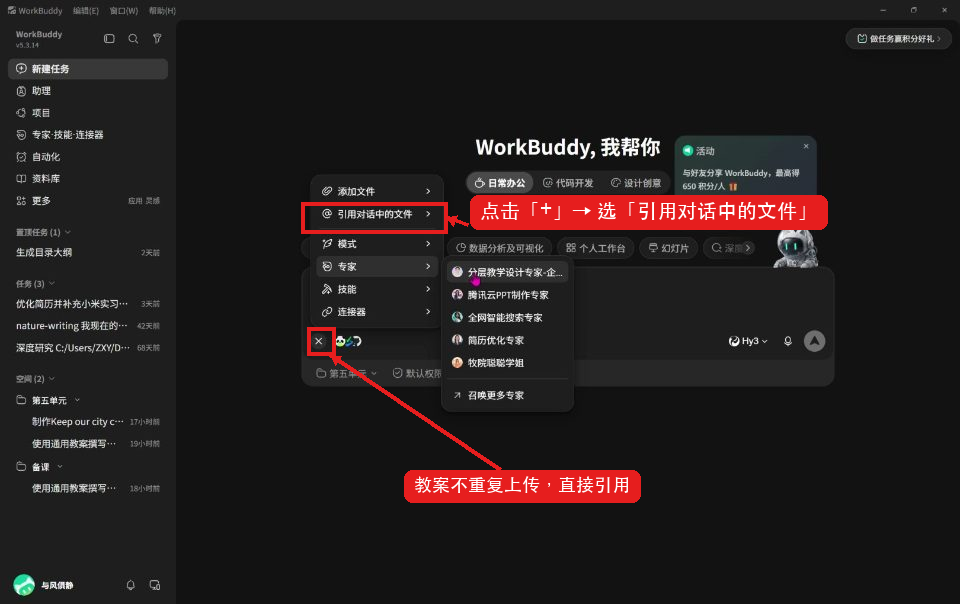 WorkBuddy 编辑(E) 窗口(W) 帮助(H)
WorkBuddy
v5.3.14
新建任务
助理
项目
专家·技能·连接器
自动化
资料库
更多 应用 灵感
置顶任务 (1)
生成目录大纲 2天前
任务 (3)
优化简历并补充小米实习… 3天前
nature-writing 我现在的… 42天前
深度研究 C:/Users/ZXY/D… 68天前
空间 (2)
第五单元
制作Keep our city c… 17小时前
使用通用教案撰写… 19小时前
备课
使用通用教案撰写… 18小时前
与风俱静
做任务赢积分好礼
WorkBuddy, 我帮你
活动
与好友分享 WorkBuddy，最高得
650 积分/人
日常办公 代码开发 设计创意
点击「+」→ 选「引用对话中的文件」
数据分析及可视化 个人工作台 幻灯片 深度
添加文件
引用对话中的文件
模式
专家
技能
连接器
分层教学设计专家-企...
腾讯云PPT制作专家
全网智能搜索专家
简历优化专家
牧院聪聪学姐
召唤更多专家
Hy3
第五单元 默认权限
教案不重复上传，直接引用